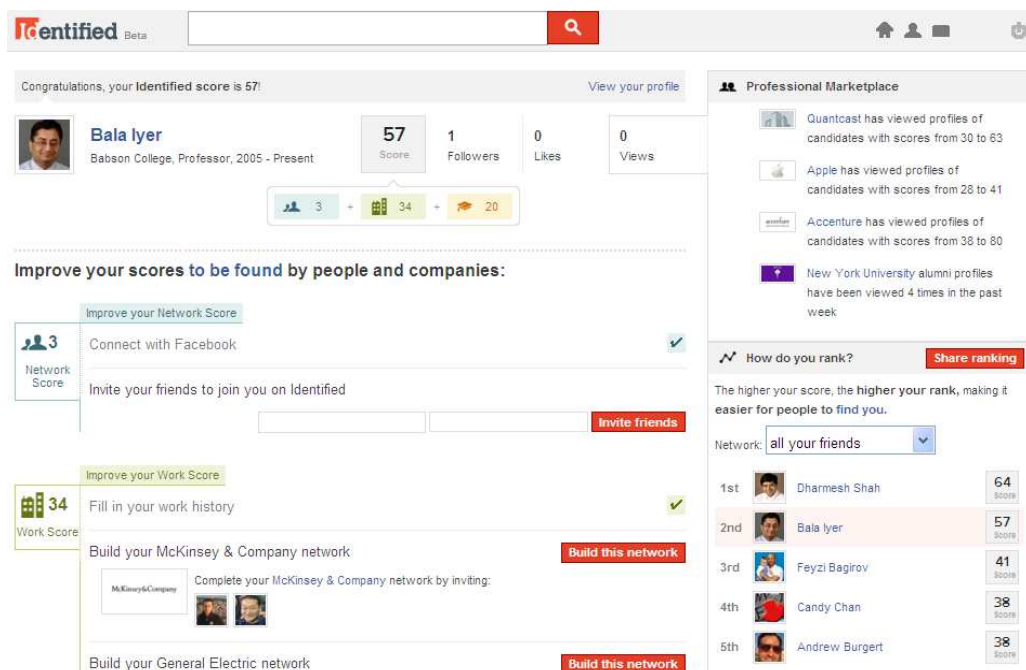 Identified Beta
Congratulations, your Identified score is 57!
View your profile
Bala Iyer
Babson College, Professor, 2005 - Present
57
Score
1
Followers
0
Likes
0
Views
3 + 34 + 20
Improve your scores to be found by people and companies:
Improve your Network Score
3
Network
Score
Connect with Facebook
Invite your friends to join you on Identified
Invite friends
Improve your Work Score
34
Work Score
Fill in your work history
Build your McKinsey & Company network
Build this network
McKinsey&Company
Complete your McKinsey & Company network by inviting:
Build your General Electric network
Build this network
Professional Marketplace
Quantcast has viewed profiles of
candidates with scores from 30 to 63
Apple has viewed profiles of
candidates with scores from 28 to 41
accenture
Accenture has viewed profiles of
candidates with scores from 38 to 80
New York University alumni profiles
have been viewed 4 times in the past
week
How do you rank?
Share ranking
The higher your score, the higher your rank, making it
easier for people to find you.
Network: all your friends
1st Dharmesh Shah 64
Score
2nd Bala Iyer 57
Score
3rd Feyzi Bagirov 41
Score
4th Candy Chan 38
Score
5th Andrew Burgert 38
Score